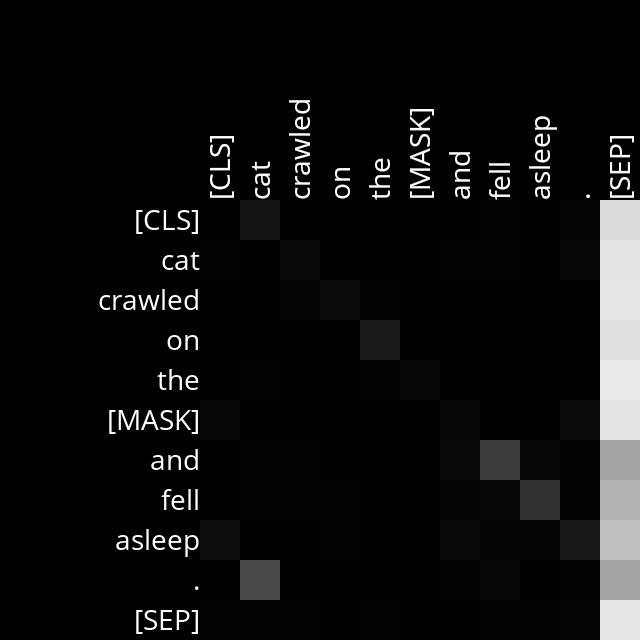 [CLS] cat crawled on the [MASK] and fell asleep . [SEP]
[CLS]
cat
crawled
on
the
[MASK]
and
fell
asleep
.
[SEP]